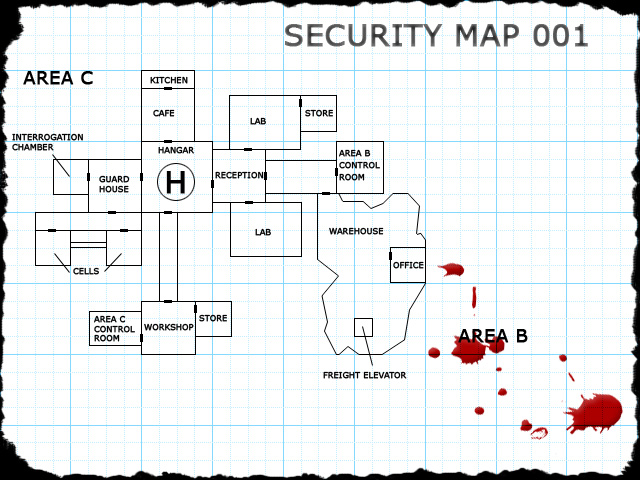 SECURITY MAP 001
AREA C
KITCHEN
CAFE
LAB
STORE
INTERROGATION
CHAMBER
HANGAR
H
GUARD
HOUSE
RECEPTION
AREA B
CONTROL
ROOM
LAB
WAREHOUSE
OFFICE
CELLS
AREA C
CONTROL
ROOM
WORKSHOP
STORE
AREA B
FREIGHT ELEVATOR